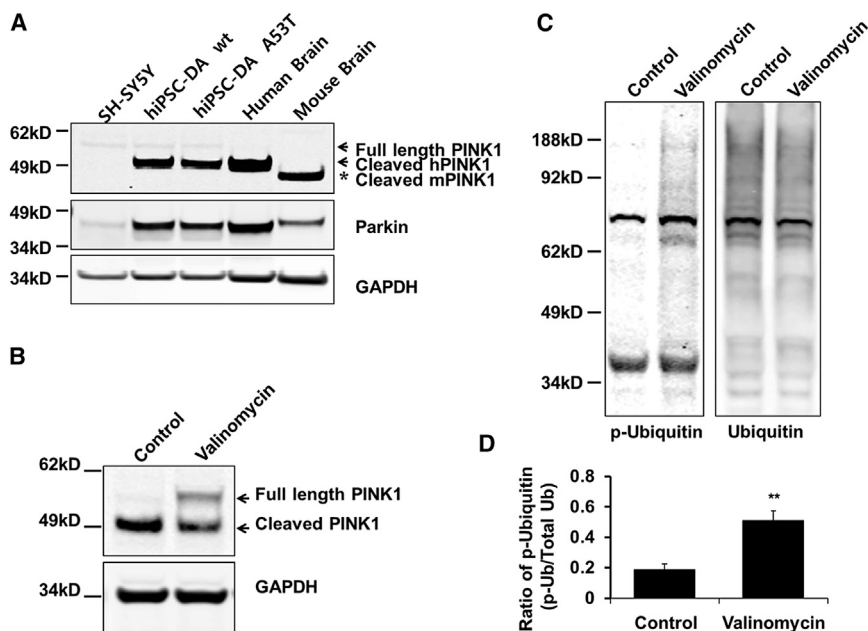 A
SH-SY5Y
hiPSC-DA wt
hiPSC-DA A53T
Human Brain
Mouse Brain
62kD
49kD
Full length PINK1
Cleaved hPINK1
* Cleaved mPINK1
49kD
34kD
Parkin
34kD
GAPDH
B
Control
Valinomycin
62kD
49kD
34kD
Full length PINK1
Cleaved PINK1
GAPDH
C
Control
Valinomycin
Control
Valinomycin
188kD
92kD
62kD
49kD
34kD
p-Ubiquitin
Ubiquitin
D
Ratio of p-Ubiquitin
(p-Ub/Total Ub)
0.8
0.6
0.4
0.2
0
**
Control
Valinomycin